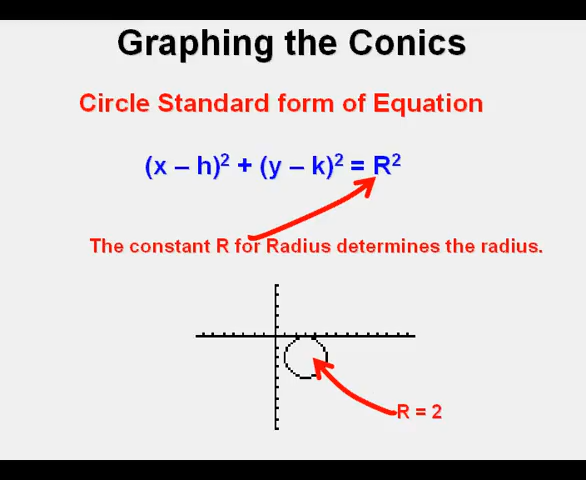 Graphing the Conics
Circle Standard form of Equation
(x – h)² + (y – k)² = R²
The constant R for Radius determines the radius.
R = 2